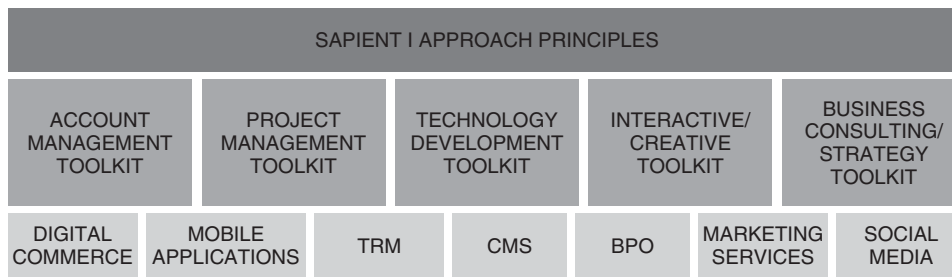 SAPIENT I APPROACH PRINCIPLES
ACCOUNT
MANAGEMENT
TOOLKIT
PROJECT
MANAGEMENT
TOOLKIT
TECHNOLOGY
DEVELOPMENT
TOOLKIT
INTERACTIVE/
CREATIVE
TOOLKIT
BUSINESS
CONSULTING/
STRATEGY
TOOLKIT
DIGITAL
COMMERCE
MOBILE
APPLICATIONS
TRM
CMS
BPO
MARKETING
SERVICES
SOCIAL
MEDIA